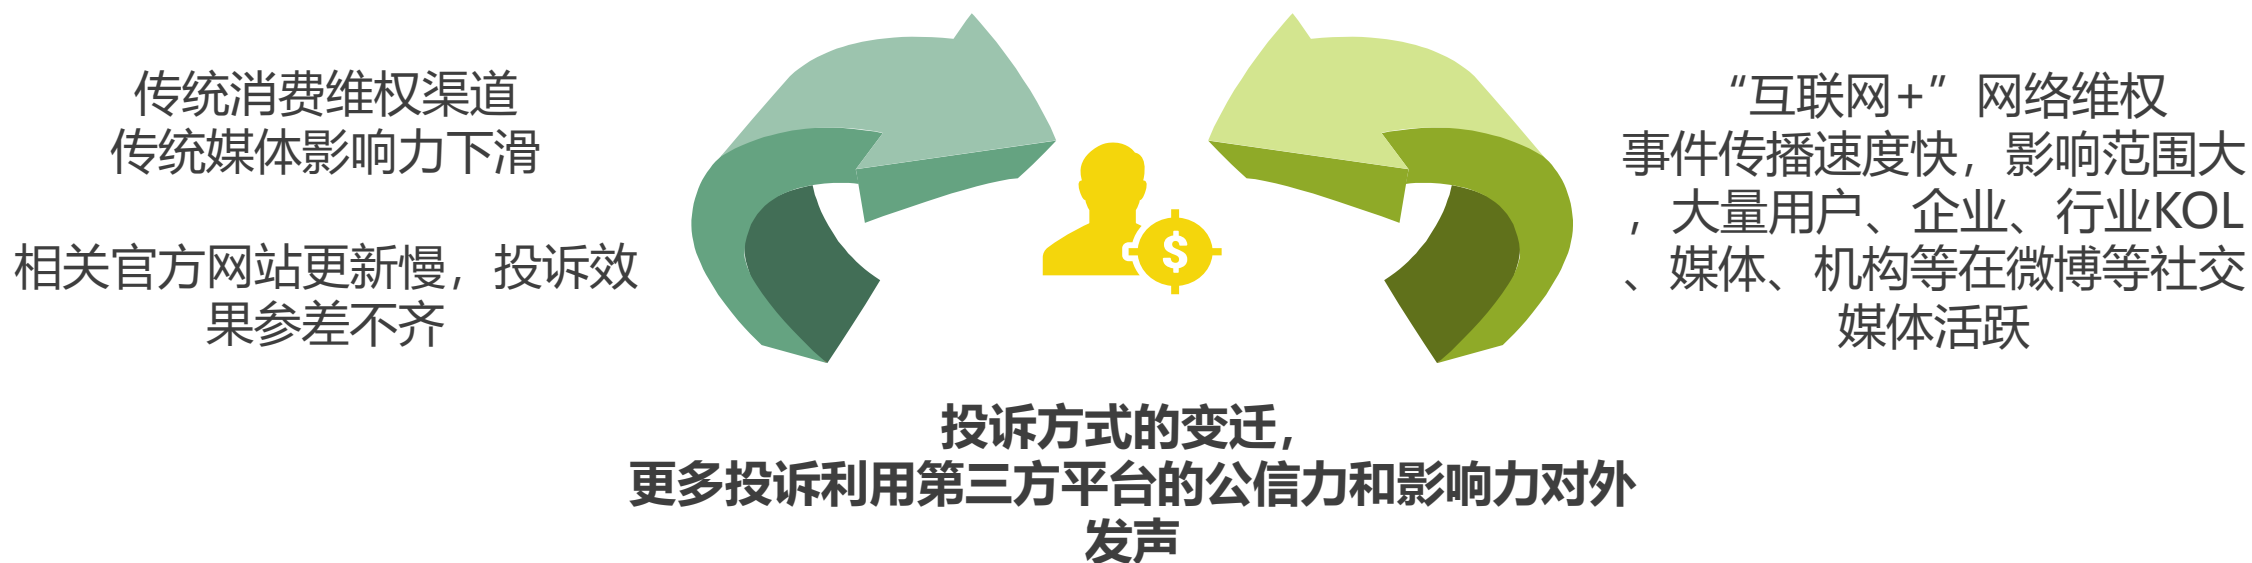 传统消费维权渠道
传统媒体影响力下滑
相关官方网站更新慢，投诉效
果参差不齐
“互联网+”网络维权
事件传播速度快，影响范围大
，大量用户、企业、行业KOL
、媒体、机构等在微博等社交
媒体活跃
$
投诉方式的变迁，
更多投诉利用第三方平台的公信力和影响力对外
发声